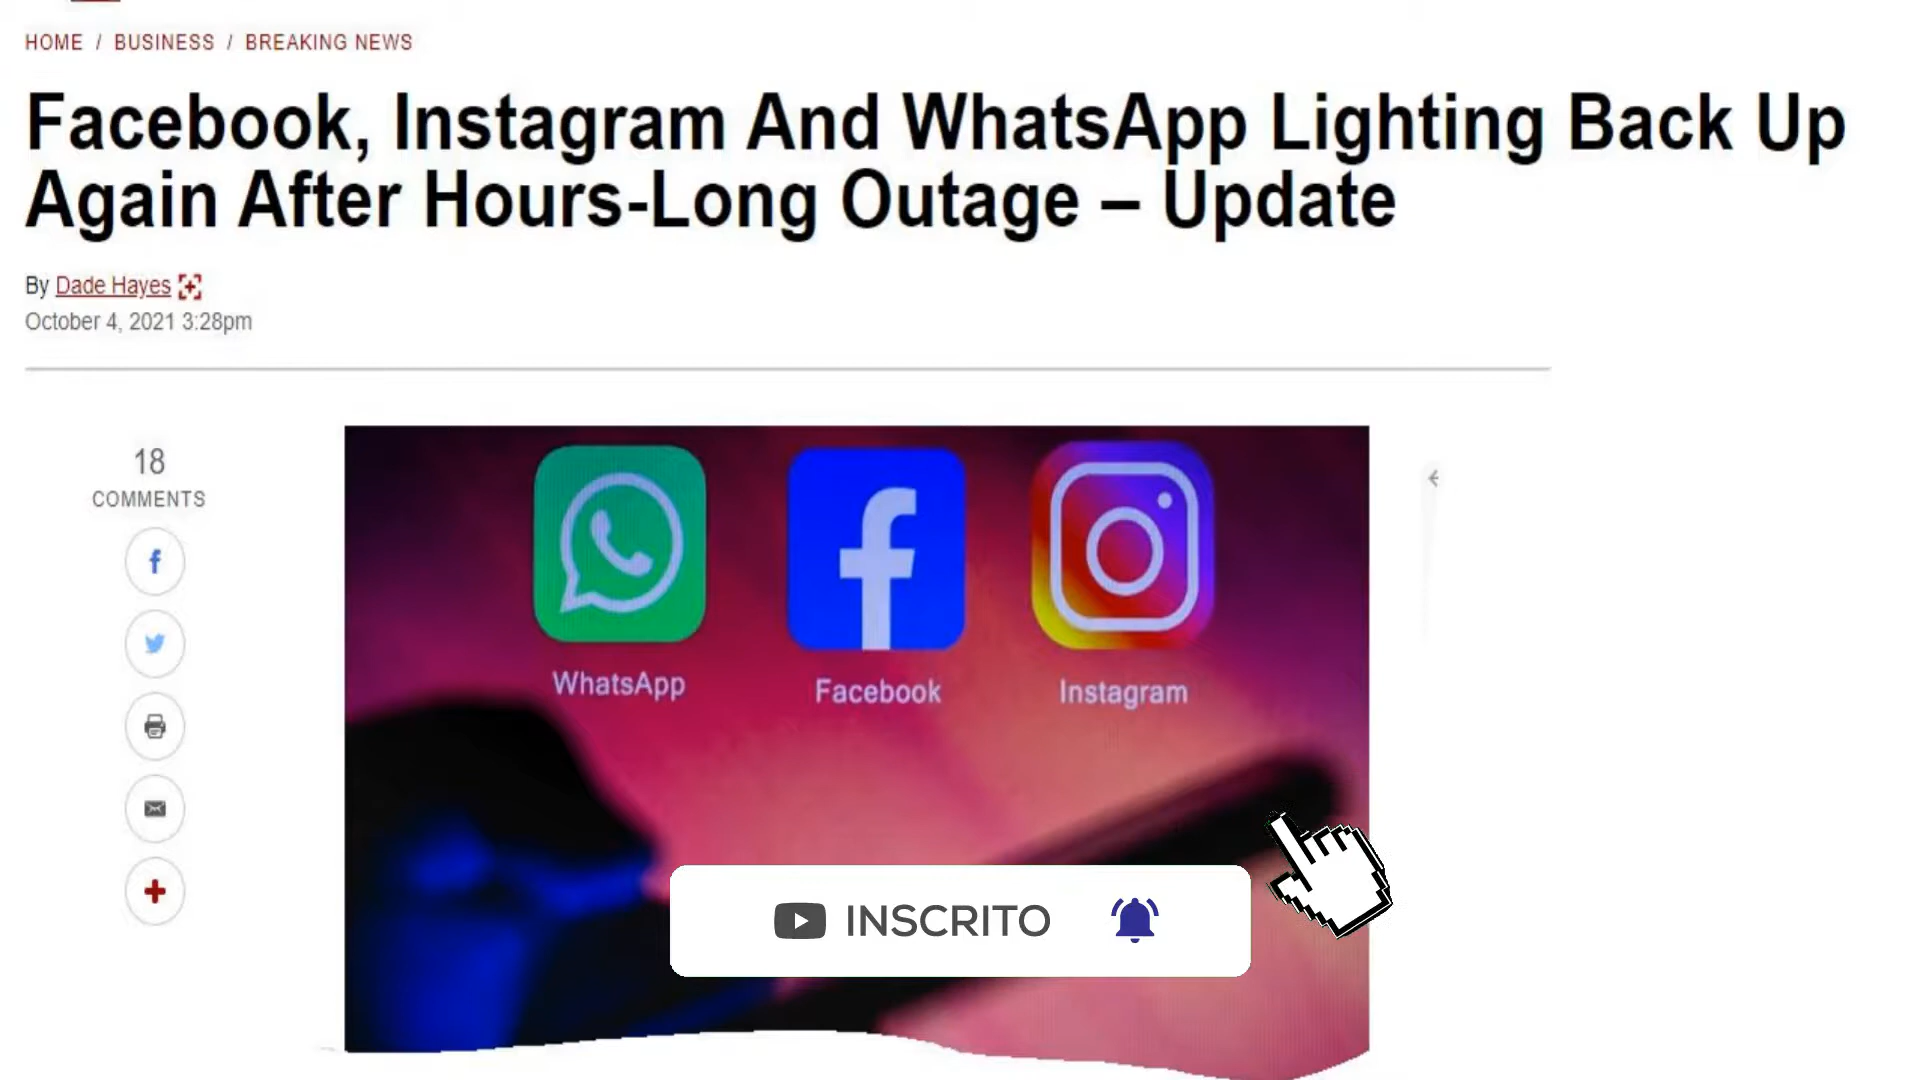 HOME / BUSINESS / BREAKING NEWS
Facebook, Instagram And WhatsApp Lighting Back Up
Again After Hours-Long Outage – Update
By Dade Hayes
October 4, 2021 3:28pm
18
COMMENTS
WhatsApp
Facebook
Instagram
INSCRITO